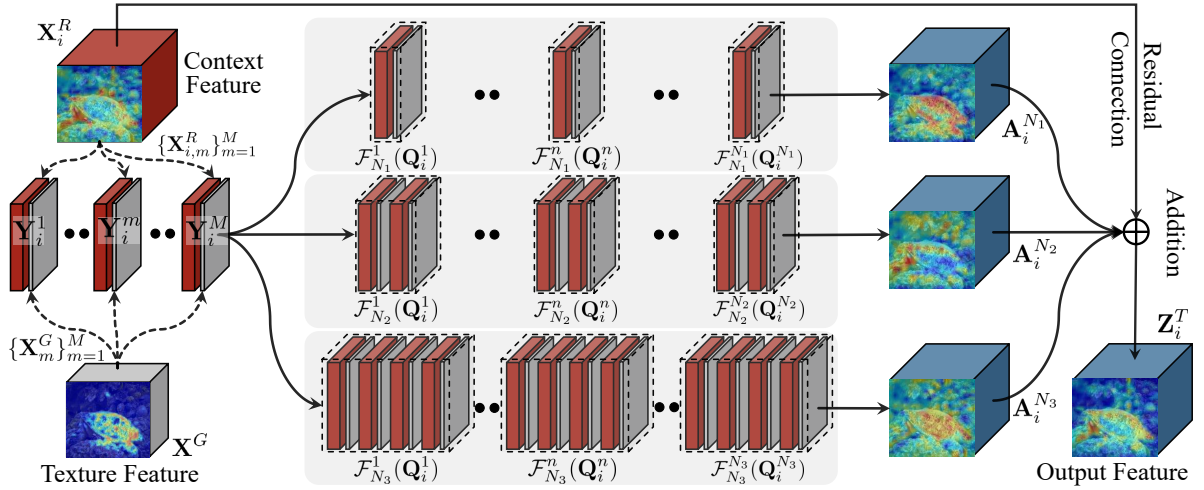 X_i^R
Context
Feature
{X_{i,m}^R}_{m=1}^M
Y_i^1
Y_i^m
Y_i^M
{X_m^G}_{m=1}^M
X^G
Texture Feature
F_{N_1}^1(Q_i^1)
F_{N_1}^n(Q_i^n)
F_{N_1}^{N_1}(Q_i^{N_1})
F_{N_2}^1(Q_i^1)
F_{N_2}^n(Q_i^n)
F_{N_2}^{N_2}(Q_i^{N_2})
F_{N_3}^1(Q_i^1)
F_{N_3}^n(Q_i^n)
F_{N_3}^{N_3}(Q_i^{N_3})
A_i^{N_1}
A_i^{N_2}
A_i^{N_3}
Residual
Connection
Addition
Z_i^T
Output Feature